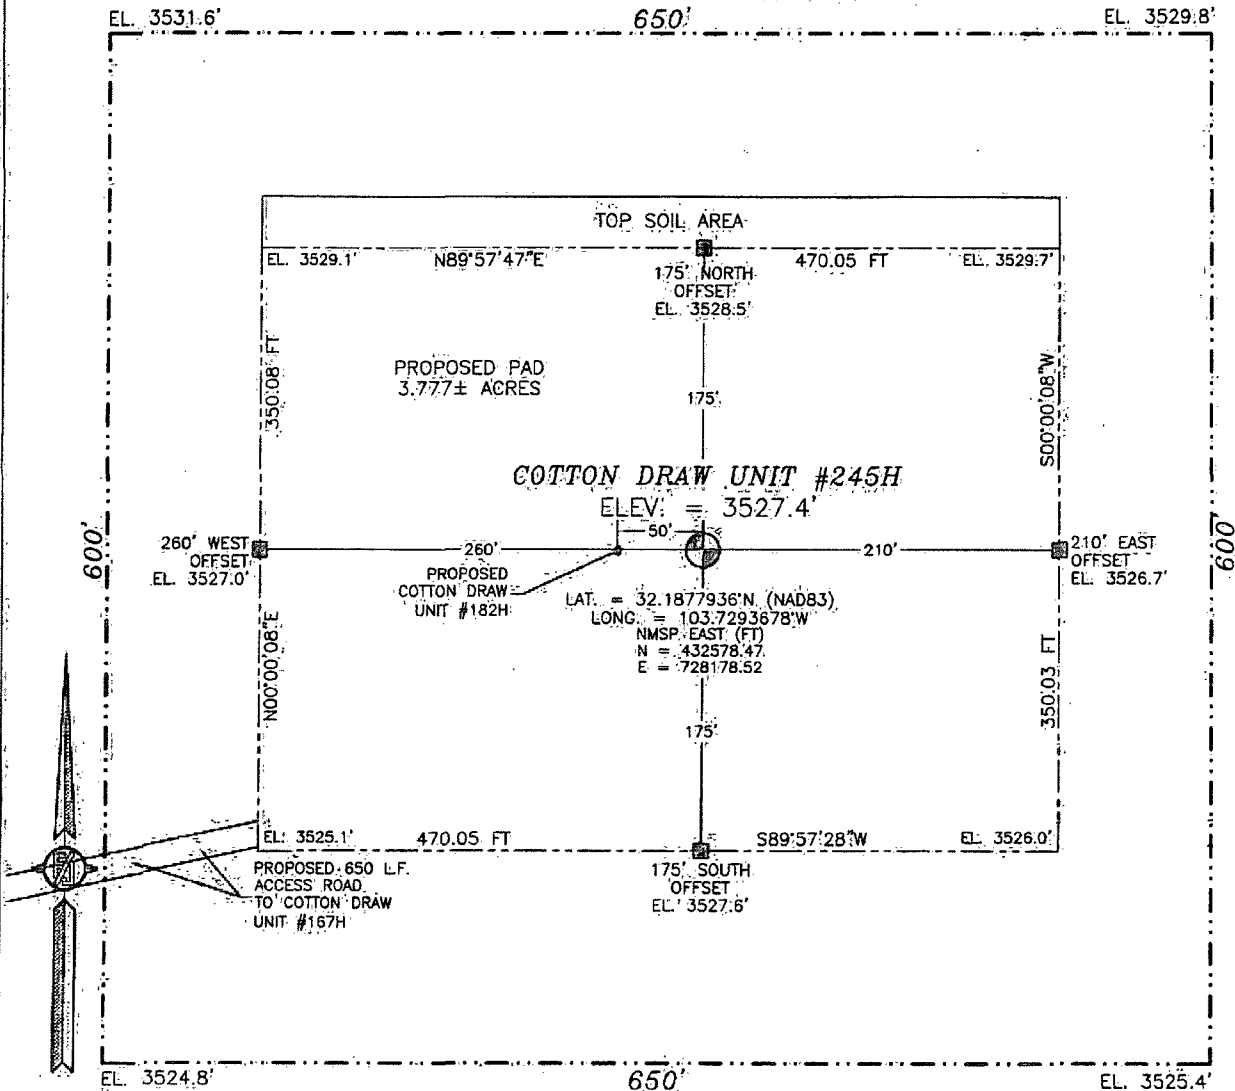 EL. 3531.6'
650'
EL. 3529.8'
TOP SOIL AREA
EL. 3529.1'
N89°57'47"E
470.05 FT
EL. 3529.7'
175' NORTH
OFFSET
EL. 3528.5'
350.08 FT
PROPOSED PAD
3.777± ACRES
175'
S00°00'08"W
COTTON DRAW UNIT #245H
ELEV. = 3527.4'
50'
600'
260' WEST
OFFSET
EL. 3527.0'
260'
210'
210' EAST
OFFSET
EL. 3526.7'
600'
PROPOSED
COTTON DRAW
UNIT #182H
LAT. = 32.1877936°N (NAD83)
LONG. = 103.7293678°W
NMSP EAST (FT)
N = 432578.47
E = 728178.52
N00°00'08"E
350.03 FT
175'
EL. 3525.1'
470.05 FT
S89°57'28"W
EL. 3526.0'
PROPOSED 650 L.F.
ACCESS ROAD
TO COTTON DRAW
UNIT #167H
175' SOUTH
OFFSET
EL. 3527.6'
EL. 3524.8'
650'
EL. 3525.4'